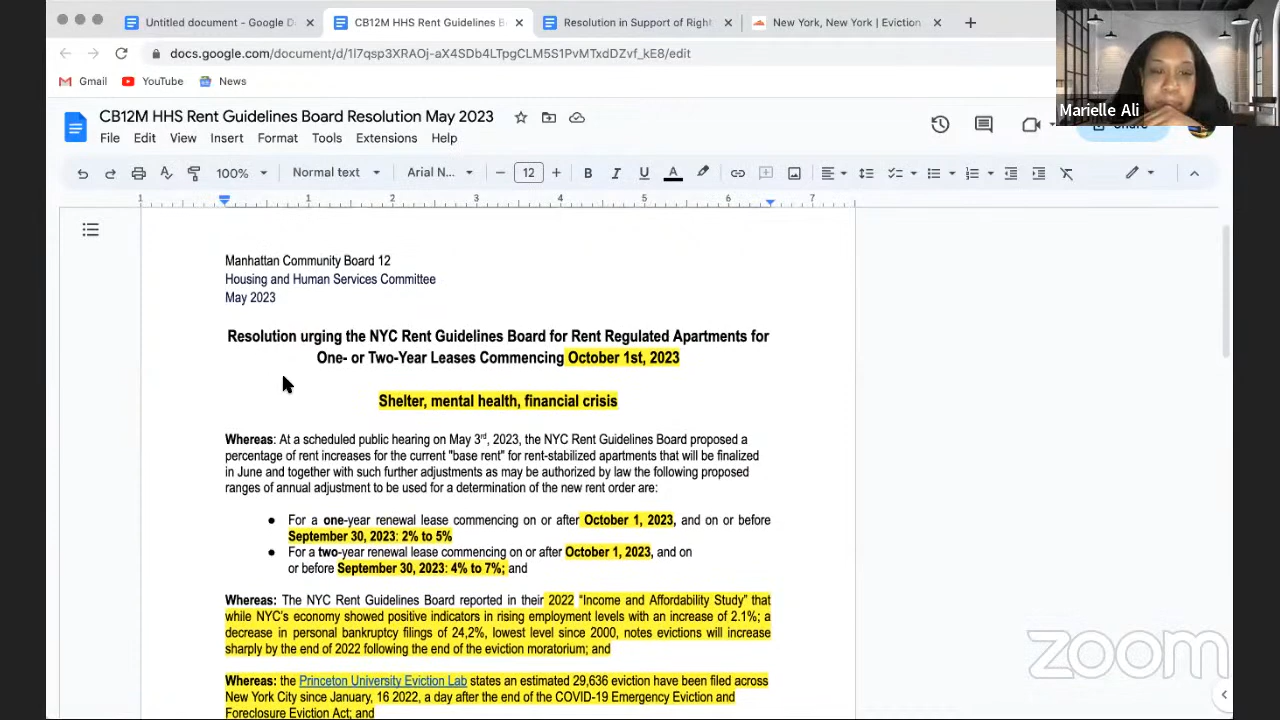 Untitled document - Google D
CB12M HHS Rent Guidelines B
Resolution in Support of Right
New York, New York | Eviction
docs.google.com/document/d/1I7qsp3XRAOj-aX4SDb4LTpgCLM5S1PvMTxdDZvf_kE8/edit
Gmail
YouTube
News
Marielle Ali
CB12M HHS Rent Guidelines Board Resolution May 2023
File Edit View Insert Format Tools Extensions Help
Share
100% Normal text Arial N... 12
1 1 2 3 4 5 6 7
Manhattan Community Board 12
Housing and Human Services Committee
May 2023
Resolution urging the NYC Rent Guidelines Board for Rent Regulated Apartments for
One- or Two-Year Leases Commencing October 1st, 2023
Shelter, mental health, financial crisis
Whereas: At a scheduled public hearing on May 3rd, 2023, the NYC Rent Guidelines Board proposed a
percentage of rent increases for the current "base rent" for rent-stabilized apartments that will be finalized
in June and together with such further adjustments as may be authorized by law the following proposed
ranges of annual adjustment to be used for a determination of the new rent order are:
● For a one-year renewal lease commencing on or after October 1, 2023, and on or before
September 30, 2023: 2% to 5%
● For a two-year renewal lease commencing on or after October 1, 2023, and on
or before September 30, 2023: 4% to 7%; and
Whereas: The NYC Rent Guidelines Board reported in their 2022 “Income and Affordability Study” that
while NYC's economy showed positive indicators in rising employment levels with an increase of 2.1%; a
decrease in personal bankruptcy filings of 24,2%, lowest level since 2000, notes evictions will increase
sharply by the end of 2022 following the end of the eviction moratorium; and
Whereas: the Princeton University Eviction Lab states an estimated 29,636 eviction have been filed across
New York City since January, 16 2022, a day after the end of the COVID-19 Emergency Eviction and
Foreclosure Eviction Act; and
zoom